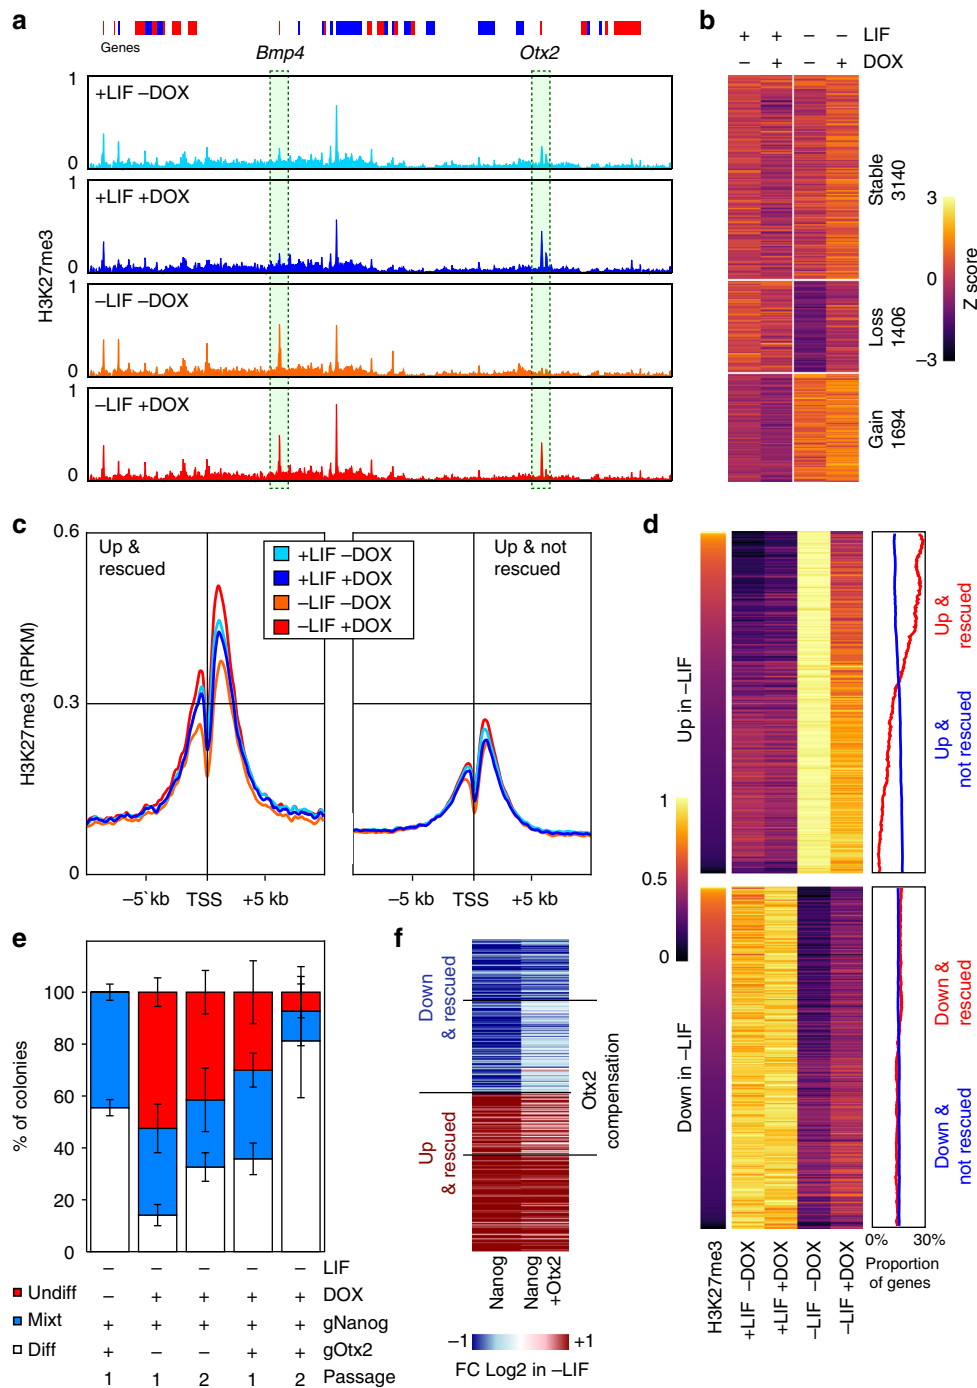 a
Genes
Bmp4
Otx2
H3K27me3
1
+LIF –DOX
0
1
+LIF +DOX
0
1
–LIF –DOX
0
1
–LIF +DOX
0
b
+ + – – LIF
– + – + DOX
Stable
3140
Loss
1406
Gain
1694
3
0
–3
Z score
c
0.6
0.3
0
H3K27me3 (RPKM)
Up &
rescued
+LIF –DOX
+LIF +DOX
–LIF –DOX
–LIF +DOX
Up & not
rescued
–5` kb TSS +5 kb
–5 kb TSS +5 kb
d
Up in –LIF
Up &
rescued
Up &
not rescued
1
0.5
0
Down in –LIF
Down &
rescued
Down &
not rescued
H3K27me3
+LIF –DOX
+LIF +DOX
–LIF –DOX
–LIF +DOX
0% 30%
Proportion
of genes
e
% of colonies
100
80
60
40
20
0
– – – – – LIF
– + + + + DOX
+ + + + gNanog
+ – – + + gOtx2
1 1 2 1 2 Passage
Undiff
Mixt
Diff
f
Down
& rescued
Up
& rescued
Otx2
compensation
Nanog
Nanog
+Otx2
–1 +1
FC Log2 in –LIF